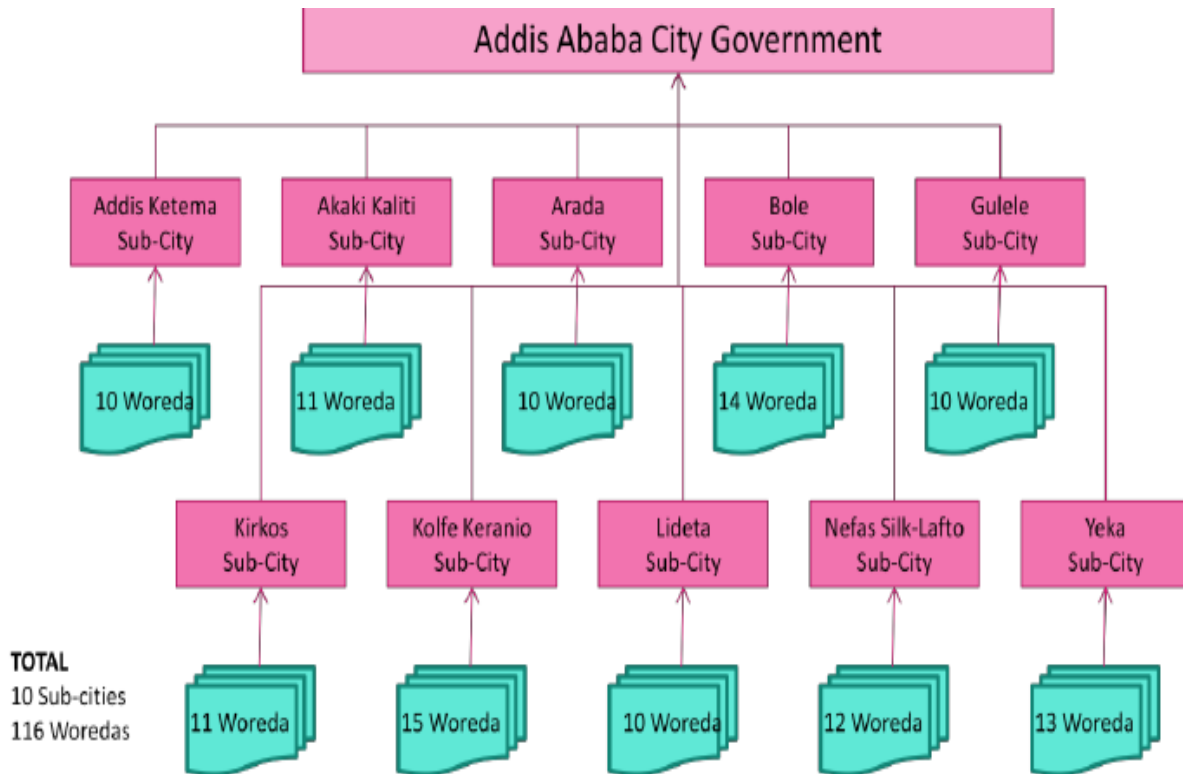 Addis Ababa City Government
Addis Ketema
Sub-City
Akaki Kaliti
Sub-City
Arada
Sub-City
Bole
Sub-City
Gulele
Sub-City
10 Woreda
11 Woreda
10 Woreda
14 Woreda
10 Woreda
Kirkos
Sub-City
Kolfe Keranio
Sub-City
Lideta
Sub-City
Nefas Silk-Lafto
Sub-City
Yeka
Sub-City
TOTAL
10 Sub-cities
116 Woredas
11 Woreda
15 Woreda
10 Woreda
12 Woreda
13 Woreda